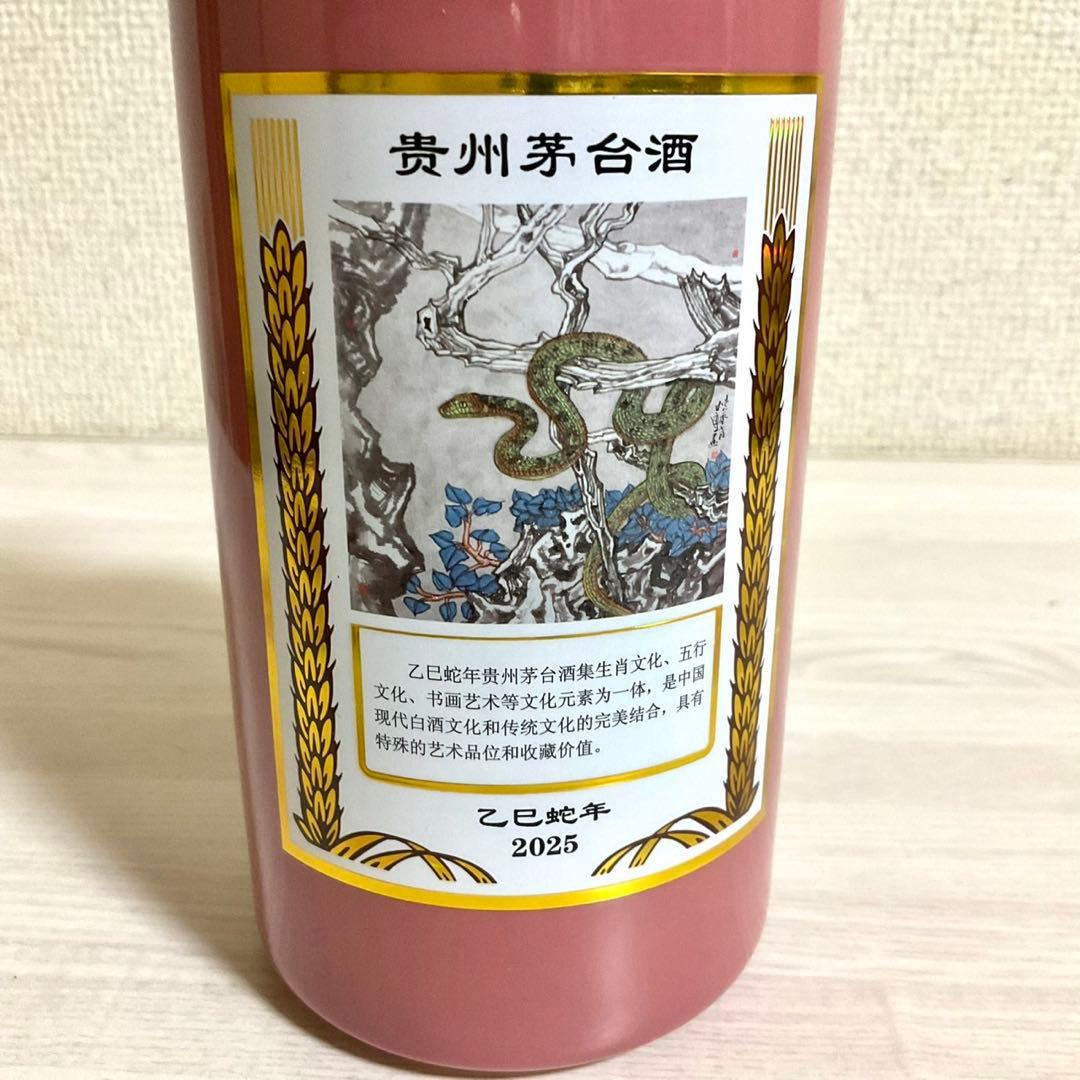 贵州茅台酒
乙巳蛇年贵州茅台酒集生肖文化、五行
文化、书画艺术等文化元素为一体，是中国
现代白酒文化和传统文化的完美结合，具有
特殊的艺术品位和收藏价值。
乙巳蛇年
2025